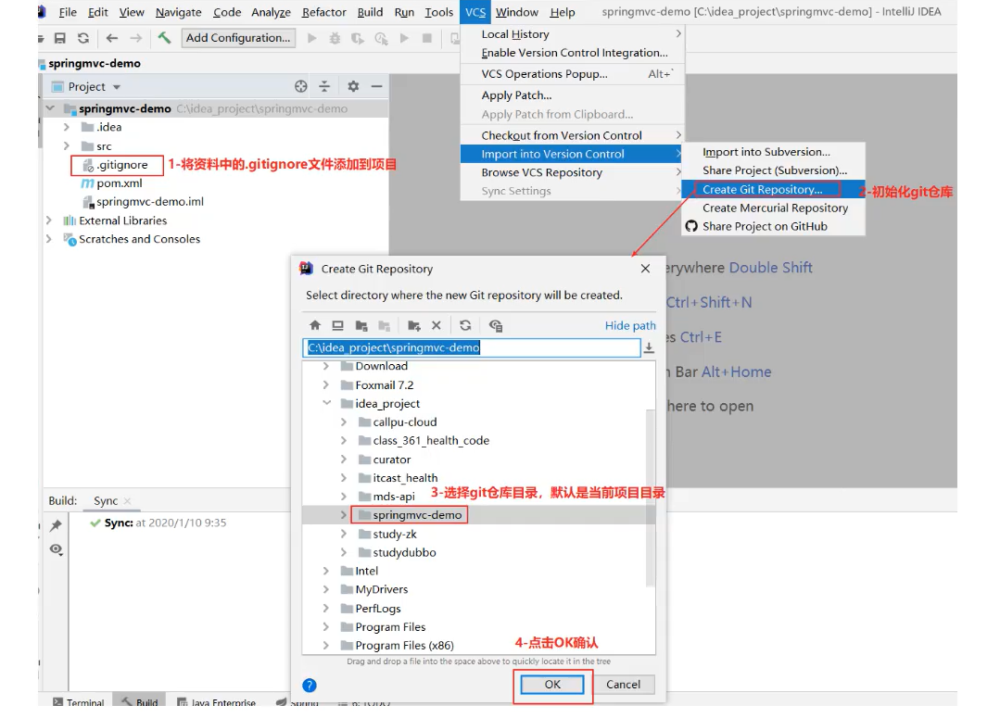 File Edit View Navigate Code Analyze Refactor Build Run Tools VCS Window Help springmvc-demo [C:\idea_project\springmvc-demo] - IntelliJ IDEA
Add Configuration...
springmvc-demo
Project
springmvc-demo C:\idea_project\springmvc-demo
.idea
src
.gitignore
1-将资料中的.gitignore文件添加到项目
pom.xml
springmvc-demo.iml
External Libraries
Scratches and Consoles
Local History
Enable Version Control Integration...
VCS Operations Popup... Alt+`
Apply Patch...
Apply Patch from Clipboard...
Checkout from Version Control
Import into Version Control
Browse VCS Repository
Sync Settings
Import into Subversion...
Share Project (Subversion)...
Create Git Repository...
2-初始化git仓库
Create Mercurial Repository
Share Project on GitHub
Double Shift
Ctrl+Shift+N
Ctrl+E
Bar Alt+Home
here to open
Create Git Repository
Select directory where the new Git repository will be created.
Hide path
C:\idea_project\springmvc-demo
Download
Foxmail 7.2
idea_project
callpu-cloud
class_361_health_code
curator
itcast_health
mds-api
3-选择git仓库目录，默认是当前项目目录
springmvc-demo
study-zk
studydubbo
Intel
MyDrivers
PerfLogs
Program Files
Program Files (x86)
4-点击OK确认
Drag and drop a file into the space above to quickly locate it in the tree
? OK Cancel
Build: Sync
Sync: at 2020/1/10 9:35
Terminal Build Java Enterprise Spring 6: TODO